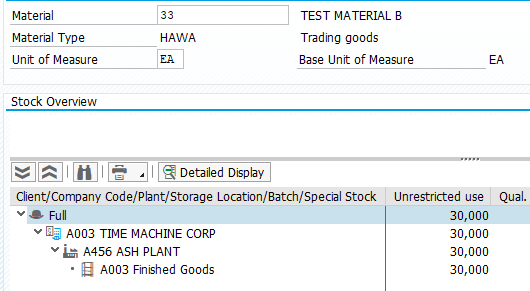 Material 33 TEST MATERIAL B
Material Type HAWA Trading goods
Unit of Measure EA Base Unit of Measure EA
Stock Overview
Detailed Display
Client/Company Code/Plant/Storage Location/Batch/Special Stock Unrestricted use Qual.
Full 30,000
A003 TIME MACHINE CORP 30,000
A456 ASH PLANT 30,000
A003 Finished Goods 30,000